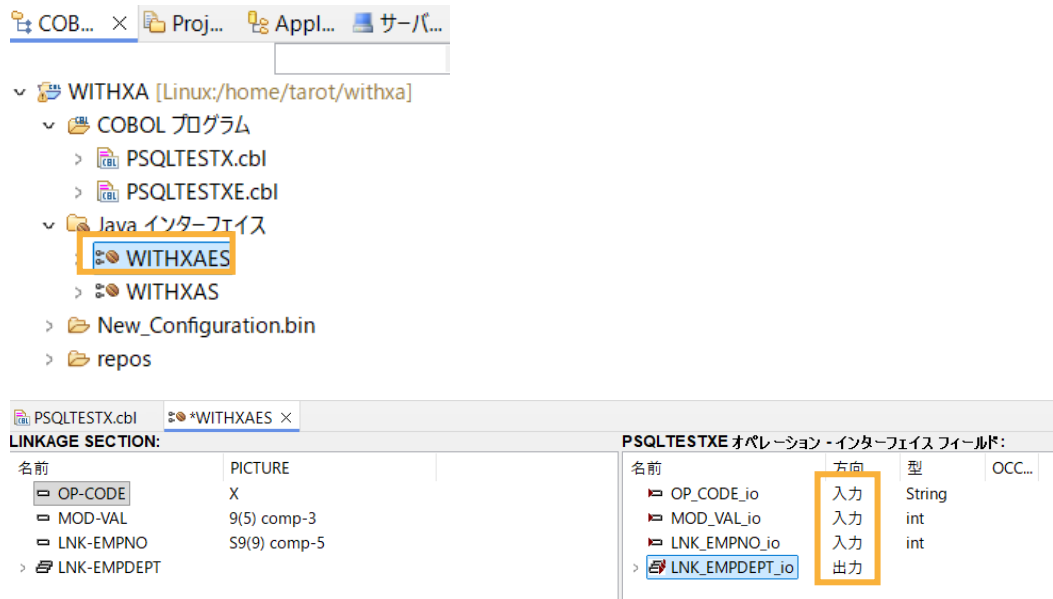 COB... Proj... Appl... サーバ...
WITHXA [Linux:/home/tarot/withxa]
COBOL プログラム
PSQLTESTX.cbl
PSQLTESTXE.cbl
Java インターフェイス
WITHXAES
WITHXAS
New_Configuration.bin
repos
PSQLTESTX.cbl *WITHXAES
LINKAGE SECTION: PSQLTESTXE オペレーション - インターフェイス フィールド:
名前 PICTURE 名前 方向 型 OCC...
OP-CODE X OP_CODE_io 入力 String
MOD-VAL 9(5) comp-3 MOD_VAL_io 入力 int
LNK-EMPNO S9(9) comp-5 LNK_EMPNO_io 入力 int
LNK-EMPDEPT LNK_EMPDEPT_io 出力